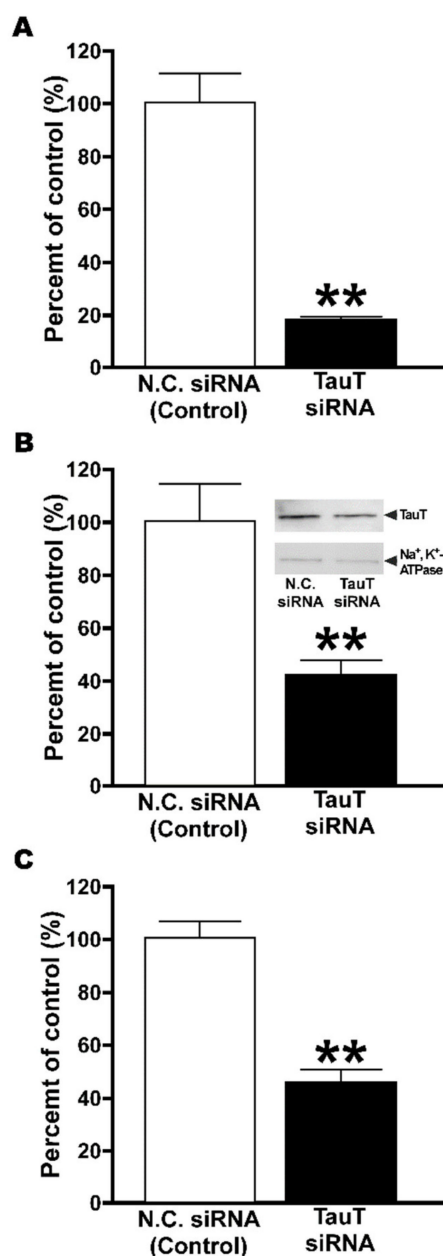 A
Percemt of control (%)
120
100
80
60
40
20
0
**
N.C. siRNA
(Control)
TauT
siRNA
B
Percemt of control (%)
120
100
80
60
40
20
0
TauT
Na⁺, K⁺-
ATPase
N.C.
siRNA
TauT
siRNA
**
N.C. siRNA
(Control)
TauT
siRNA
C
Percemt of control (%)
120
100
80
60
40
20
0
**
N.C. siRNA
(Control)
TauT
siRNA